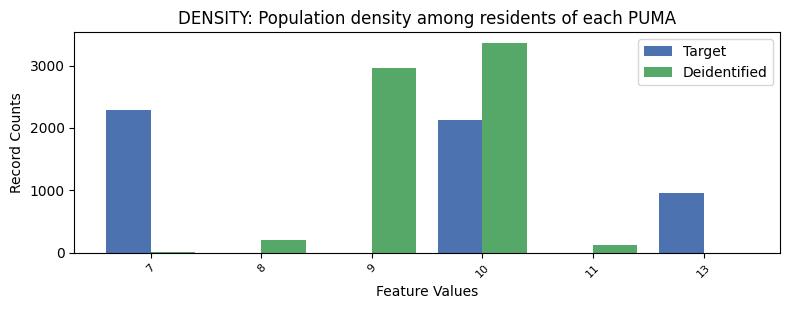 DENSITY: Population density among residents of each PUMA
Target
Deidentified
Record Counts
3000
2000
1000
0
7
8
9
10
11
13
Feature Values